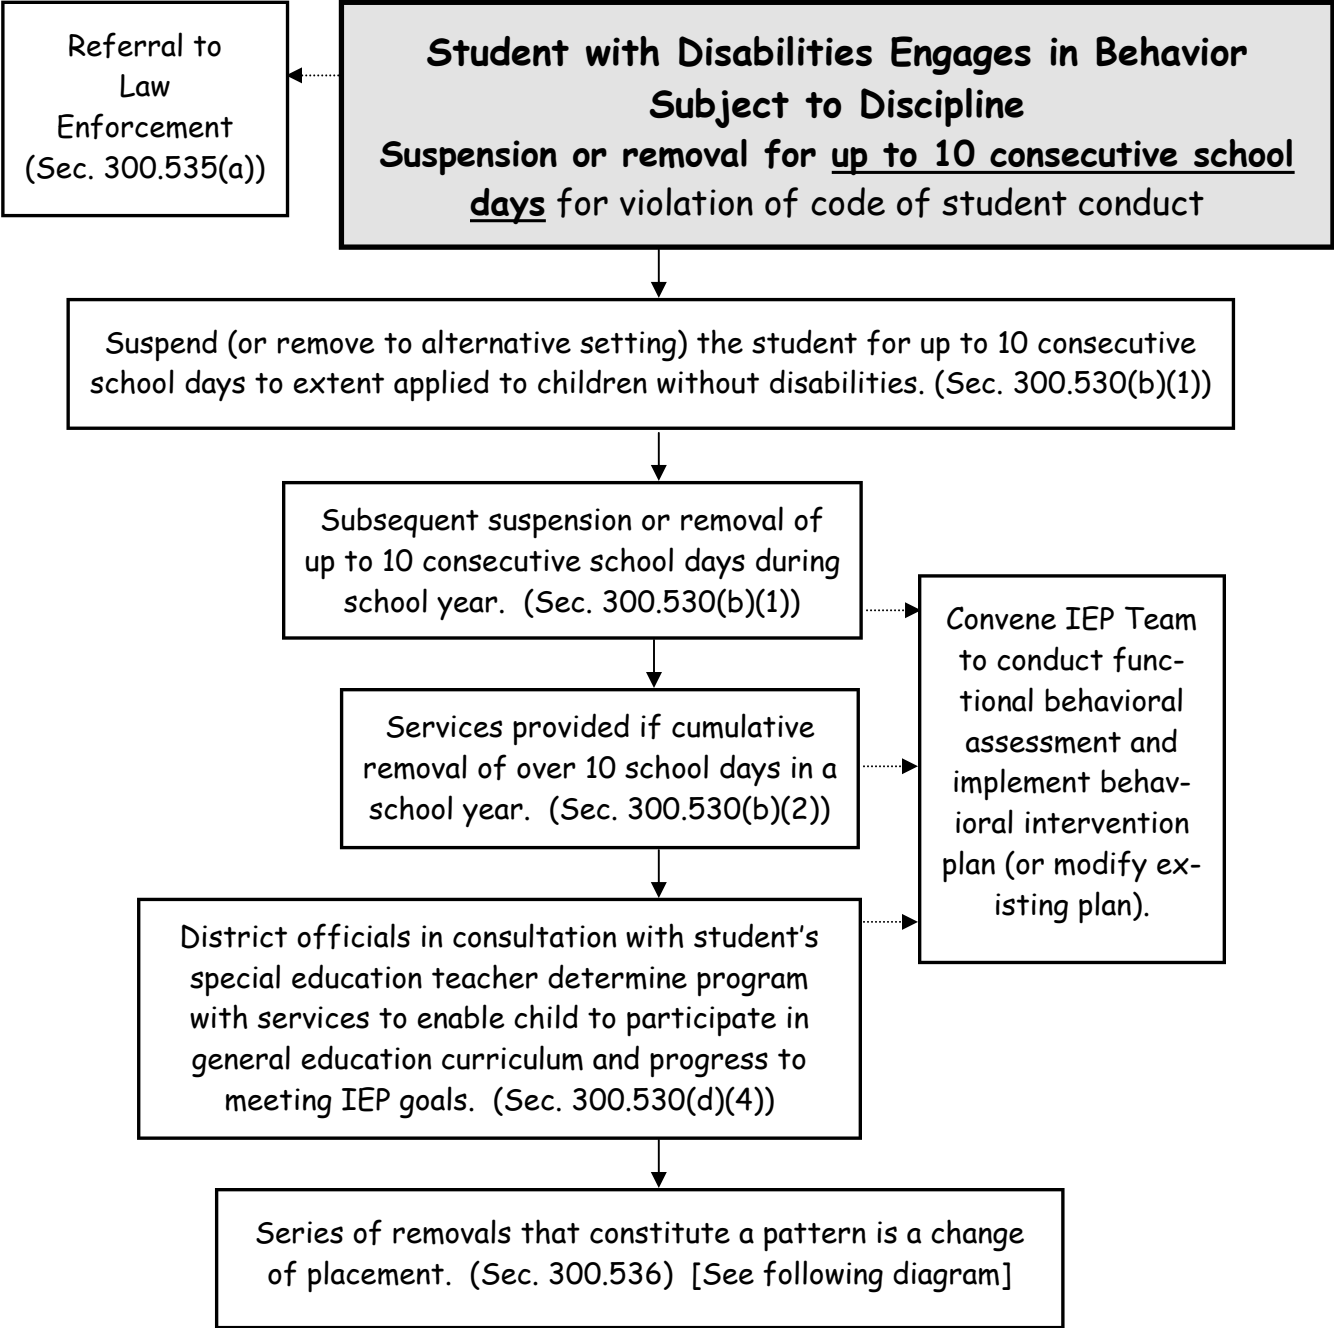 Referral to
Law
Enforcement
(Sec. 300.535(a))
Student with Disabilities Engages in Behavior
Subject to Discipline
Suspension or removal for up to 10 consecutive school
days for violation of code of student conduct
Suspend (or remove to alternative setting) the student for up to 10 consecutive
school days to extent applied to children without disabilities. (Sec. 300.530(b)(1))
Subsequent suspension or removal of
up to 10 consecutive school days during
school year. (Sec. 300.530(b)(1))
Convene IEP Team
to conduct func-
tional behavioral
assessment and
implement behav-
ioral intervention
plan (or modify ex-
isting plan).
Services provided if cumulative
removal of over 10 school days in a
school year. (Sec. 300.530(b)(2))
District officials in consultation with student's
special education teacher determine program
with services to enable child to participate in
general education curriculum and progress to
meeting IEP goals. (Sec. 300.530(d)(4))
Series of removals that constitute a pattern is a change
of placement. (Sec. 300.536) [See following diagram]